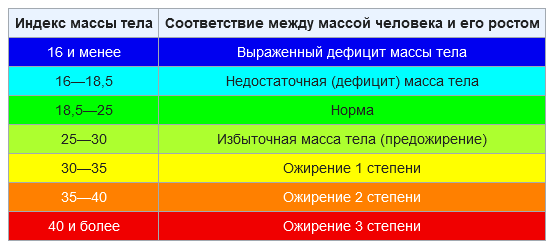 Индекс массы тела Соответствие между массой человека и его ростом
16 и менее Выраженный дефицит массы тела
16—18,5 Недостаточная (дефицит) масса тела
18,5—25 Норма
25—30 Избыточная масса тела (предожирение)
30—35 Ожирение 1 степени
35—40 Ожирение 2 степени
40 и более Ожирение 3 степени